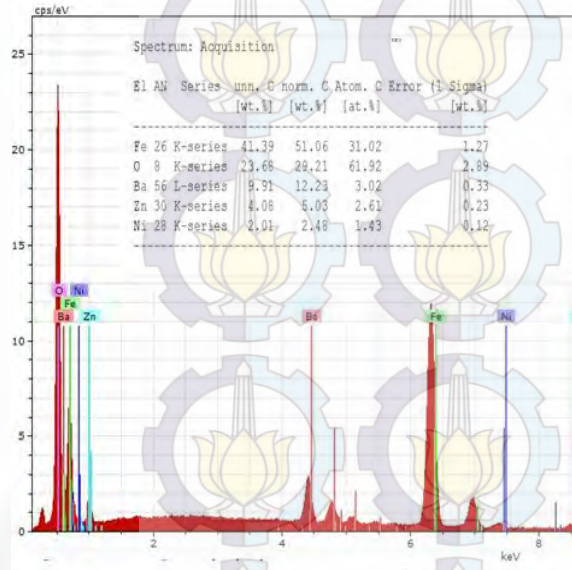 cps/eV
25
Spectrum: Acquisition
El AN Series unn. C norm. C Atom. C Error (1 Sigma)
[wt.%] [wt.%] [at.%] [wt.%]
Fe 26 K-series 41.39 51.06 31.02 1.27
20
O 8 K-series 23.68 29.21 61.92 2.89
Ba 56 L-series 9.91 12.23 3.02 0.33
Zn 30 K-series 4.08 5.03 2.61 0.23
Ni 28 K-series 2.01 2.48 1.43 0.12
15
O Ni
Fe
Ba Zn Ba Fe Ni
10
5
0
2 4 6 8
keV